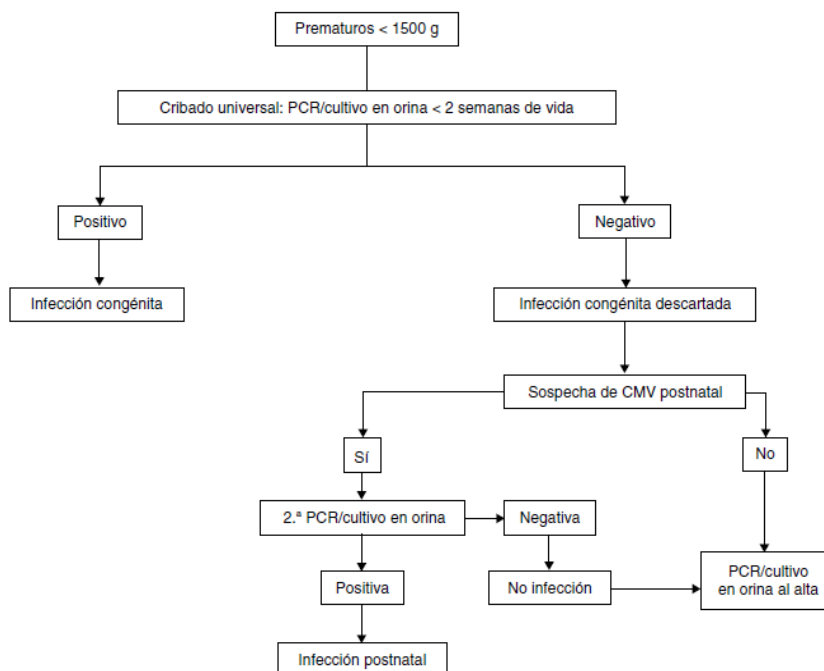 Prematuros < 1500 g
Cribado universal: PCR/cultivo en orina < 2 semanas de vida
Positivo
Negativo
Infección congénita
Infección congénita descartada
Sospecha de CMV postnatal
Sí
No
2.ª PCR/cultivo en orina
Negativa
Positiva
No infección
PCR/cultivo
en orina al alta
Infección postnatal